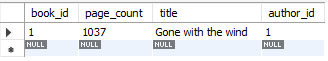 book_id page_count title author_id
1 1037 Gone with the wind 1
NULL NULL NULL NULL